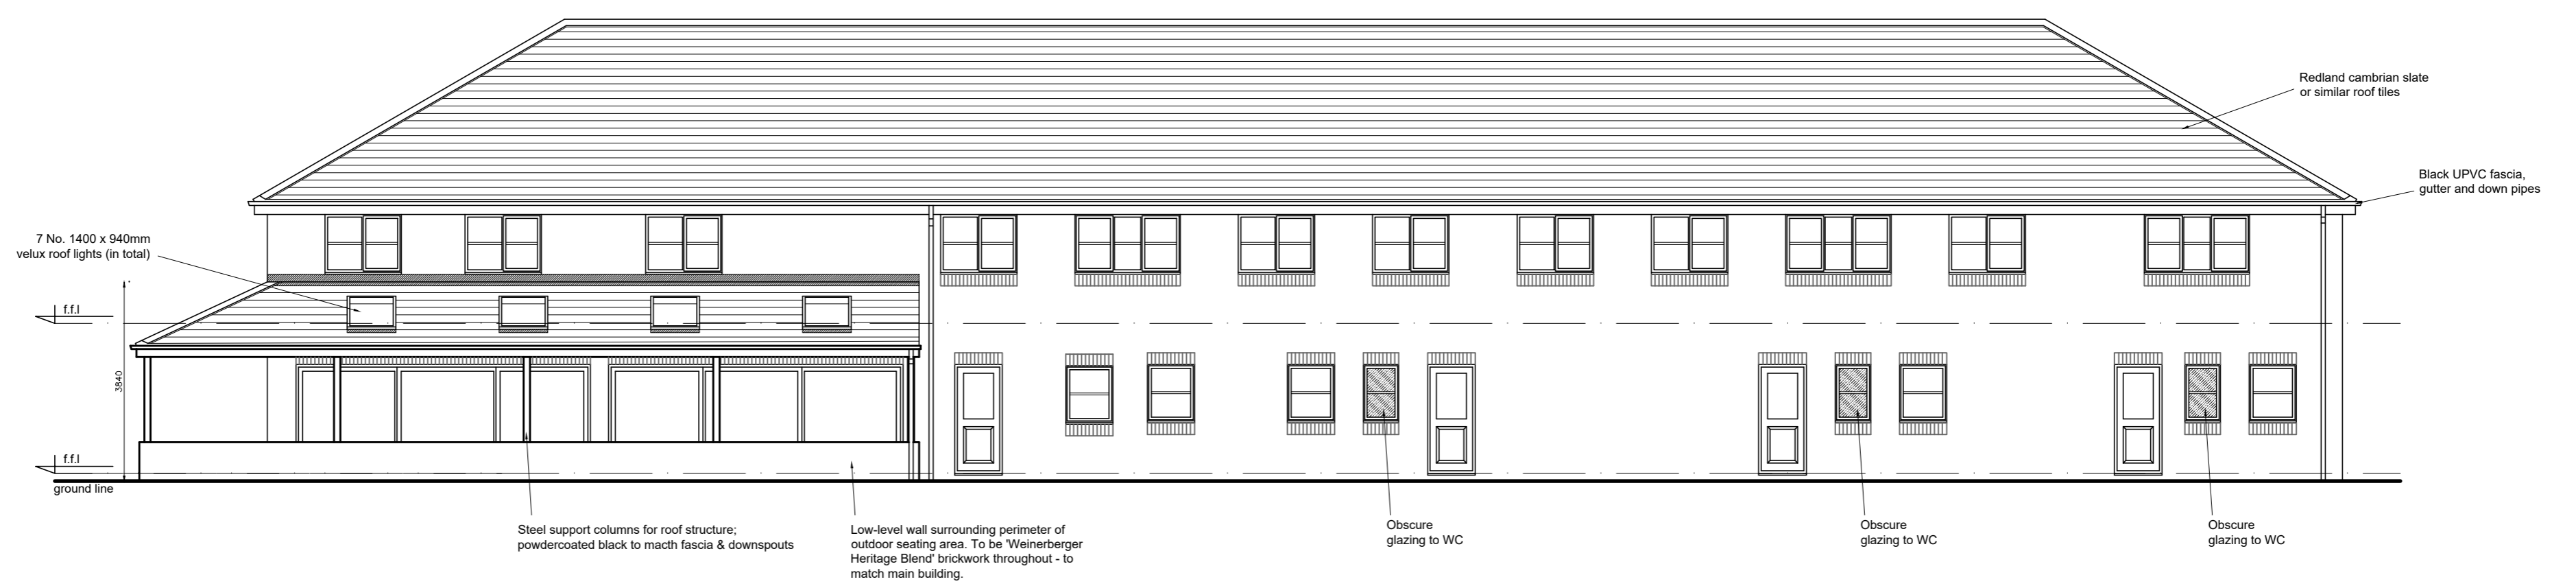 Redland cambrian slate
or similar roof tiles
Black UPVC fascia,
gutter and down pipes
7 No. 1400 x 940mm
velux roof lights (in total)
f.f.l
3840
f.f.l
ground line
Steel support columns for roof structure;
powdercoated black to macth fascia & downspouts
Low-level wall surrounding perimeter of
outdoor seating area. To be 'Weinerberger
Heritage Blend' brickwork throughout - to
match main building.
Obscure
glazing to WC
Obscure
glazing to WC
Obscure
glazing to WC